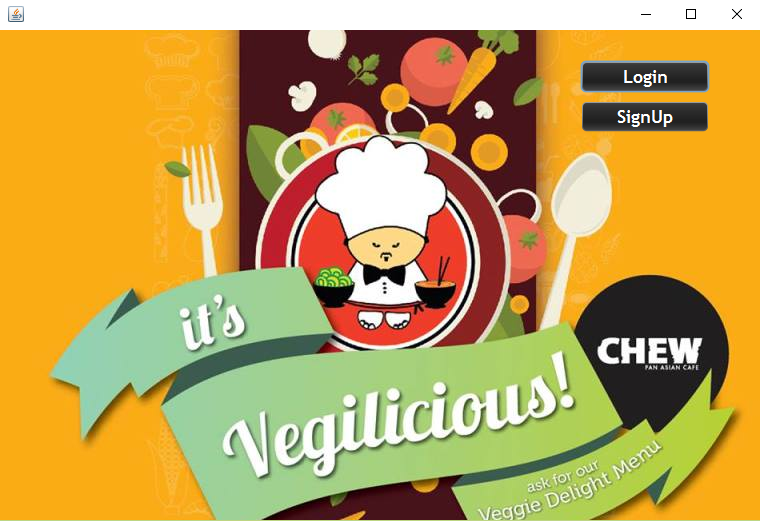 Login
SignUp
it's
Vegilicious!
CHEW
PAN ASIAN CAFE
ask for our
Veggie Delight Menu